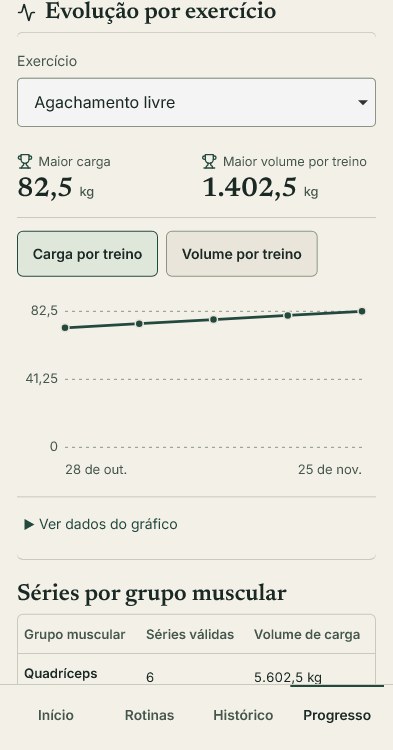 Evolução por exercício
Exercício
Agachamento livre
Maior carga
82,5 kg
Maior volume por treino
1.402,5 kg
Carga por treino
Volume por treino
82,5
41,25
0
28 de out.
25 de nov.
Ver dados do gráfico
Séries por grupo muscular
Grupo muscular Séries válidas Volume de carga
Quadríceps 6 5.602,5 kg
Início Rotinas Histórico Progresso